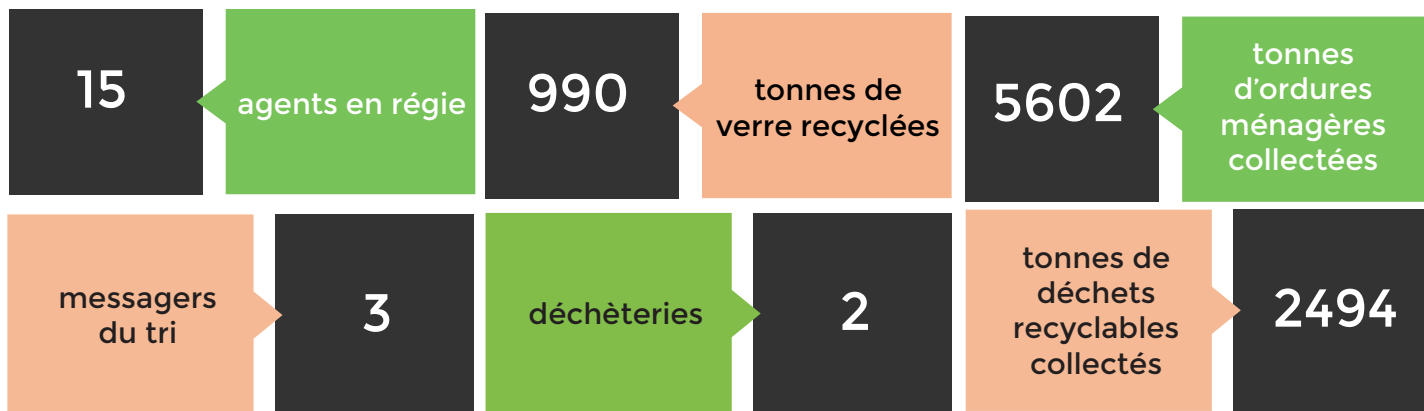 15
agents en régie
990
tonnes de
verre recyclées
5602
tonnes
d'ordures
ménagères
collectées
messagers
du tri
3
déchèteries
2
tonnes de
déchets
recyclables
collectés
2494